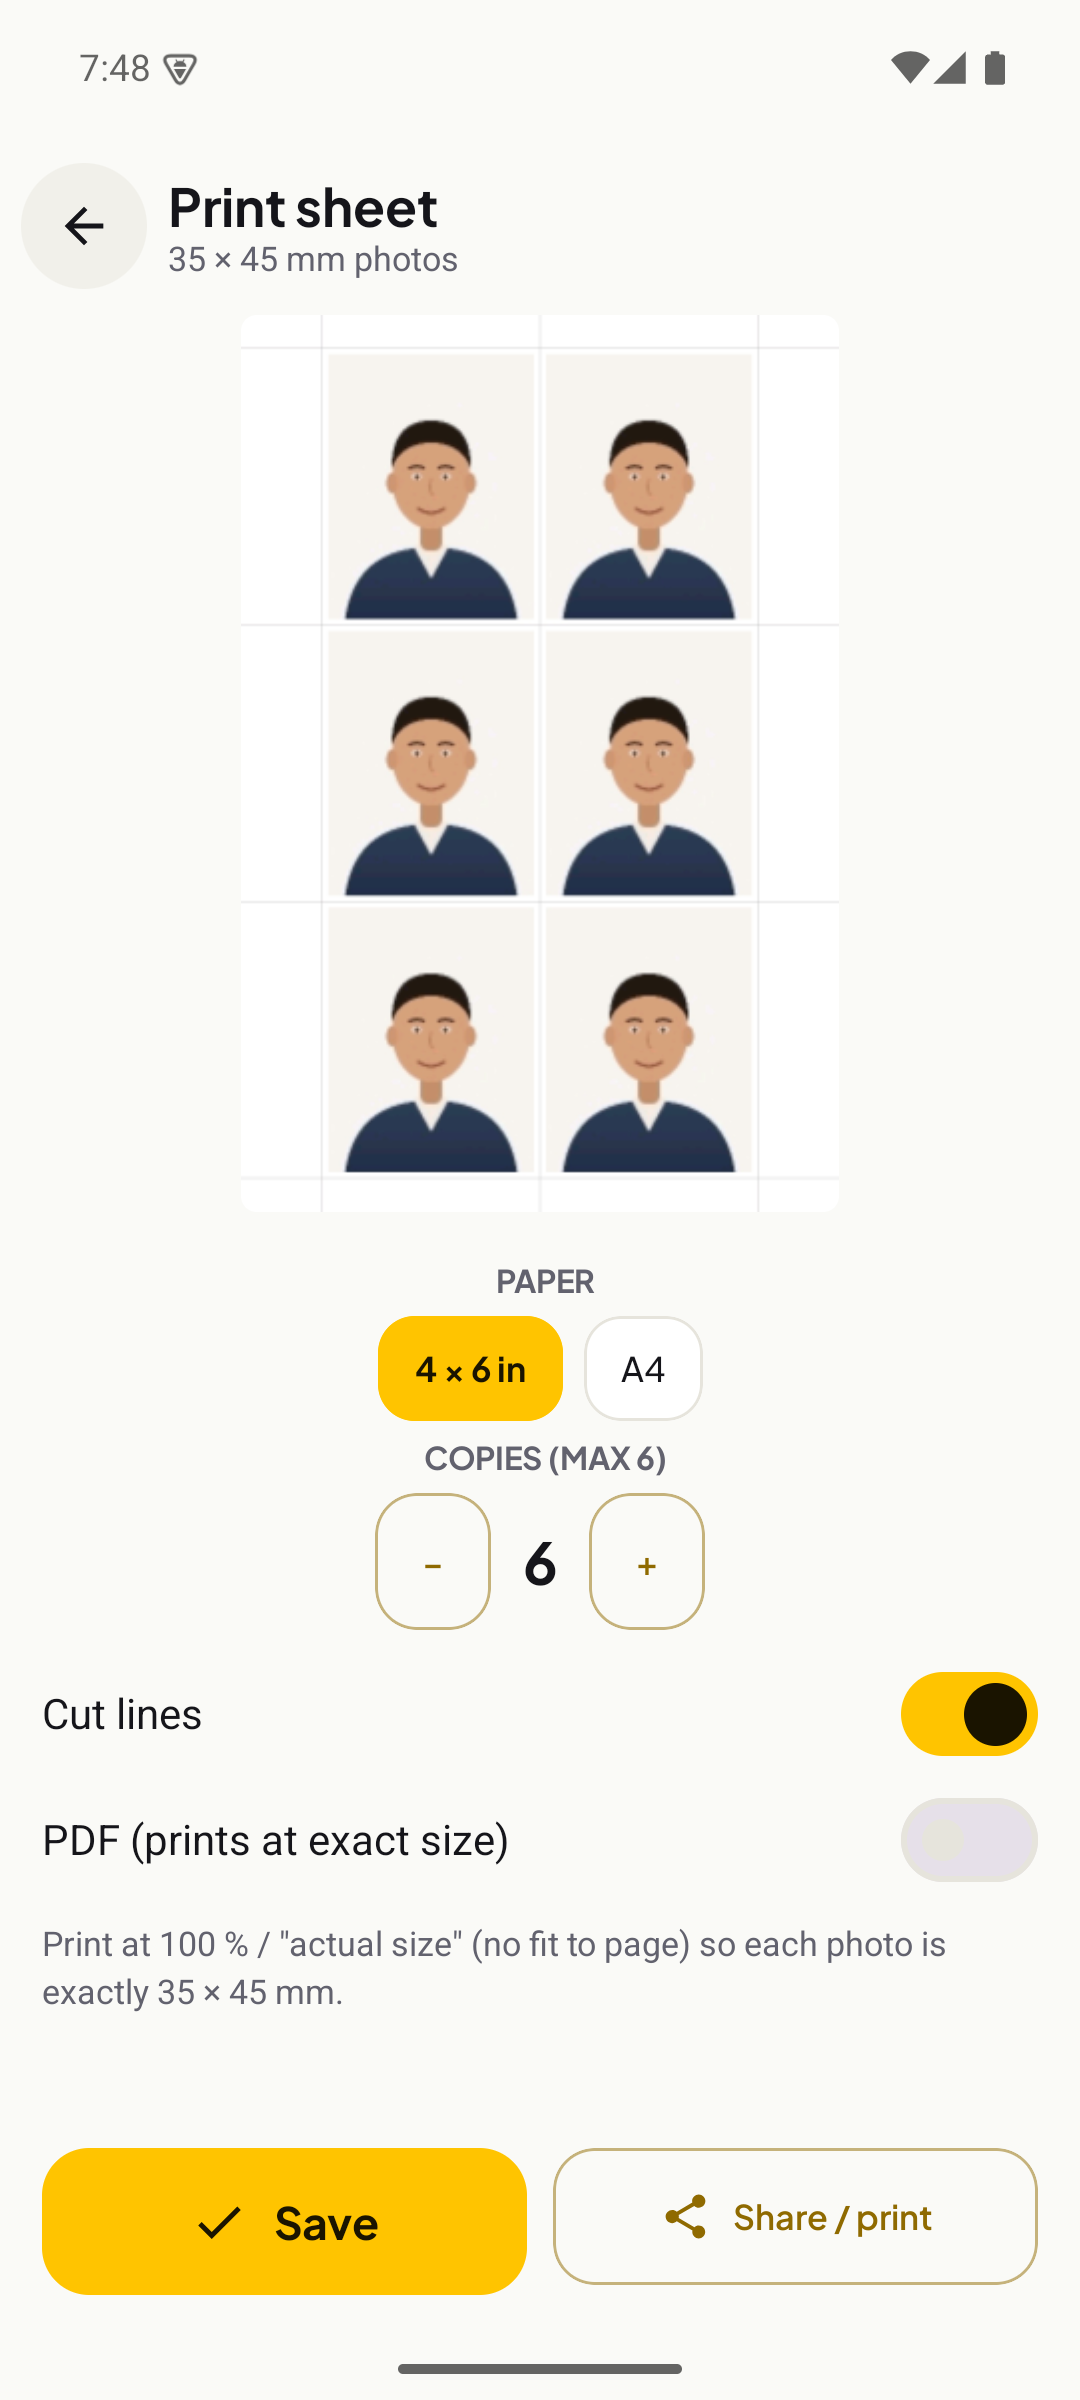 7:48
Print sheet
35 × 45 mm photos
PAPER
4 × 6 in
A4
COPIES (MAX 6)
- 6 +
Cut lines
PDF (prints at exact size)
Print at 100 % / "actual size" (no fit to page) so each photo is
exactly 35 × 45 mm.
Save
Share / print